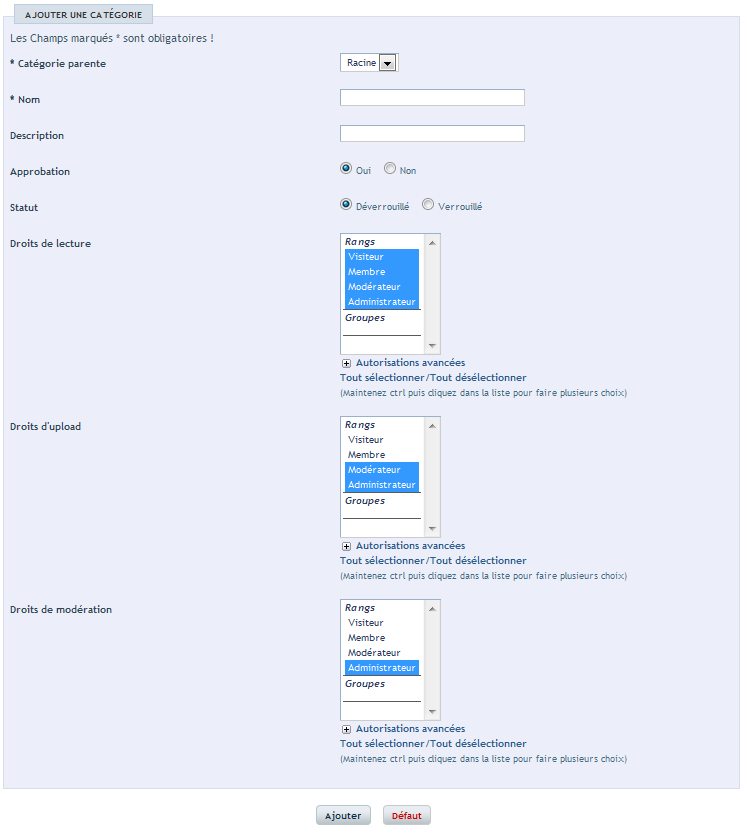 AJOUTER UNE CATÉGORIE
Les Champs marqués * sont obligatoires !
* Catégorie parente
Racine
* Nom
Description
Approbation
Oui Non
Statut
Déverrouillé Verrouillé
Droits de lecture
Rangs
Visiteur
Membre
Modérateur
Administrateur
Groupes
Autorisations avancées
Tout sélectionner/Tout désélectionner
(Maintenez ctrl puis cliquez dans la liste pour faire plusieurs choix)
Droits d'upload
Rangs
Visiteur
Membre
Modérateur
Administrateur
Groupes
Autorisations avancées
Tout sélectionner/Tout désélectionner
(Maintenez ctrl puis cliquez dans la liste pour faire plusieurs choix)
Droits de modération
Rangs
Visiteur
Membre
Modérateur
Administrateur
Groupes
Autorisations avancées
Tout sélectionner/Tout désélectionner
(Maintenez ctrl puis cliquez dans la liste pour faire plusieurs choix)
Ajouter Défaut